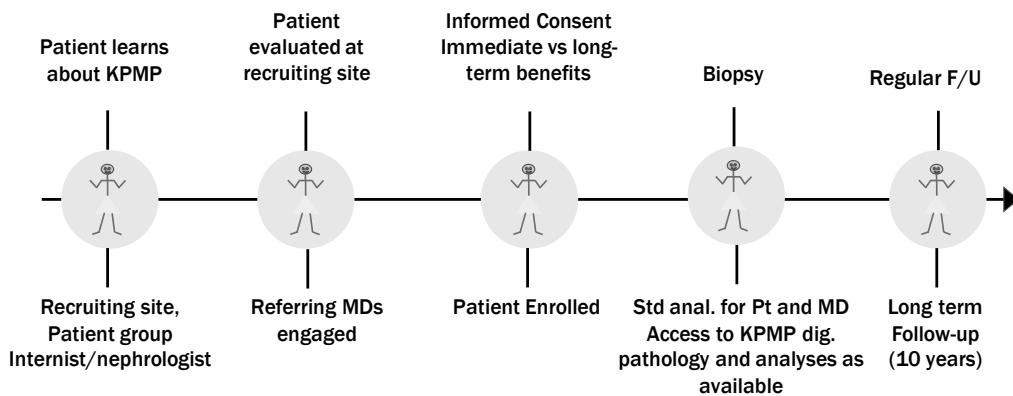 Patient learns
about KPMP
Patient
evaluated at
recruiting site
Informed Consent
Immediate vs long-
term benefits
Biopsy
Regular F/U
Recruiting site,
Patient group
Internist/nephrologist
Referring MDs
engaged
Patient Enrolled
Std anal. for Pt and MD
Access to KPMP dig.
pathology and analyses as
available
Long term
Follow-up
(10 years)